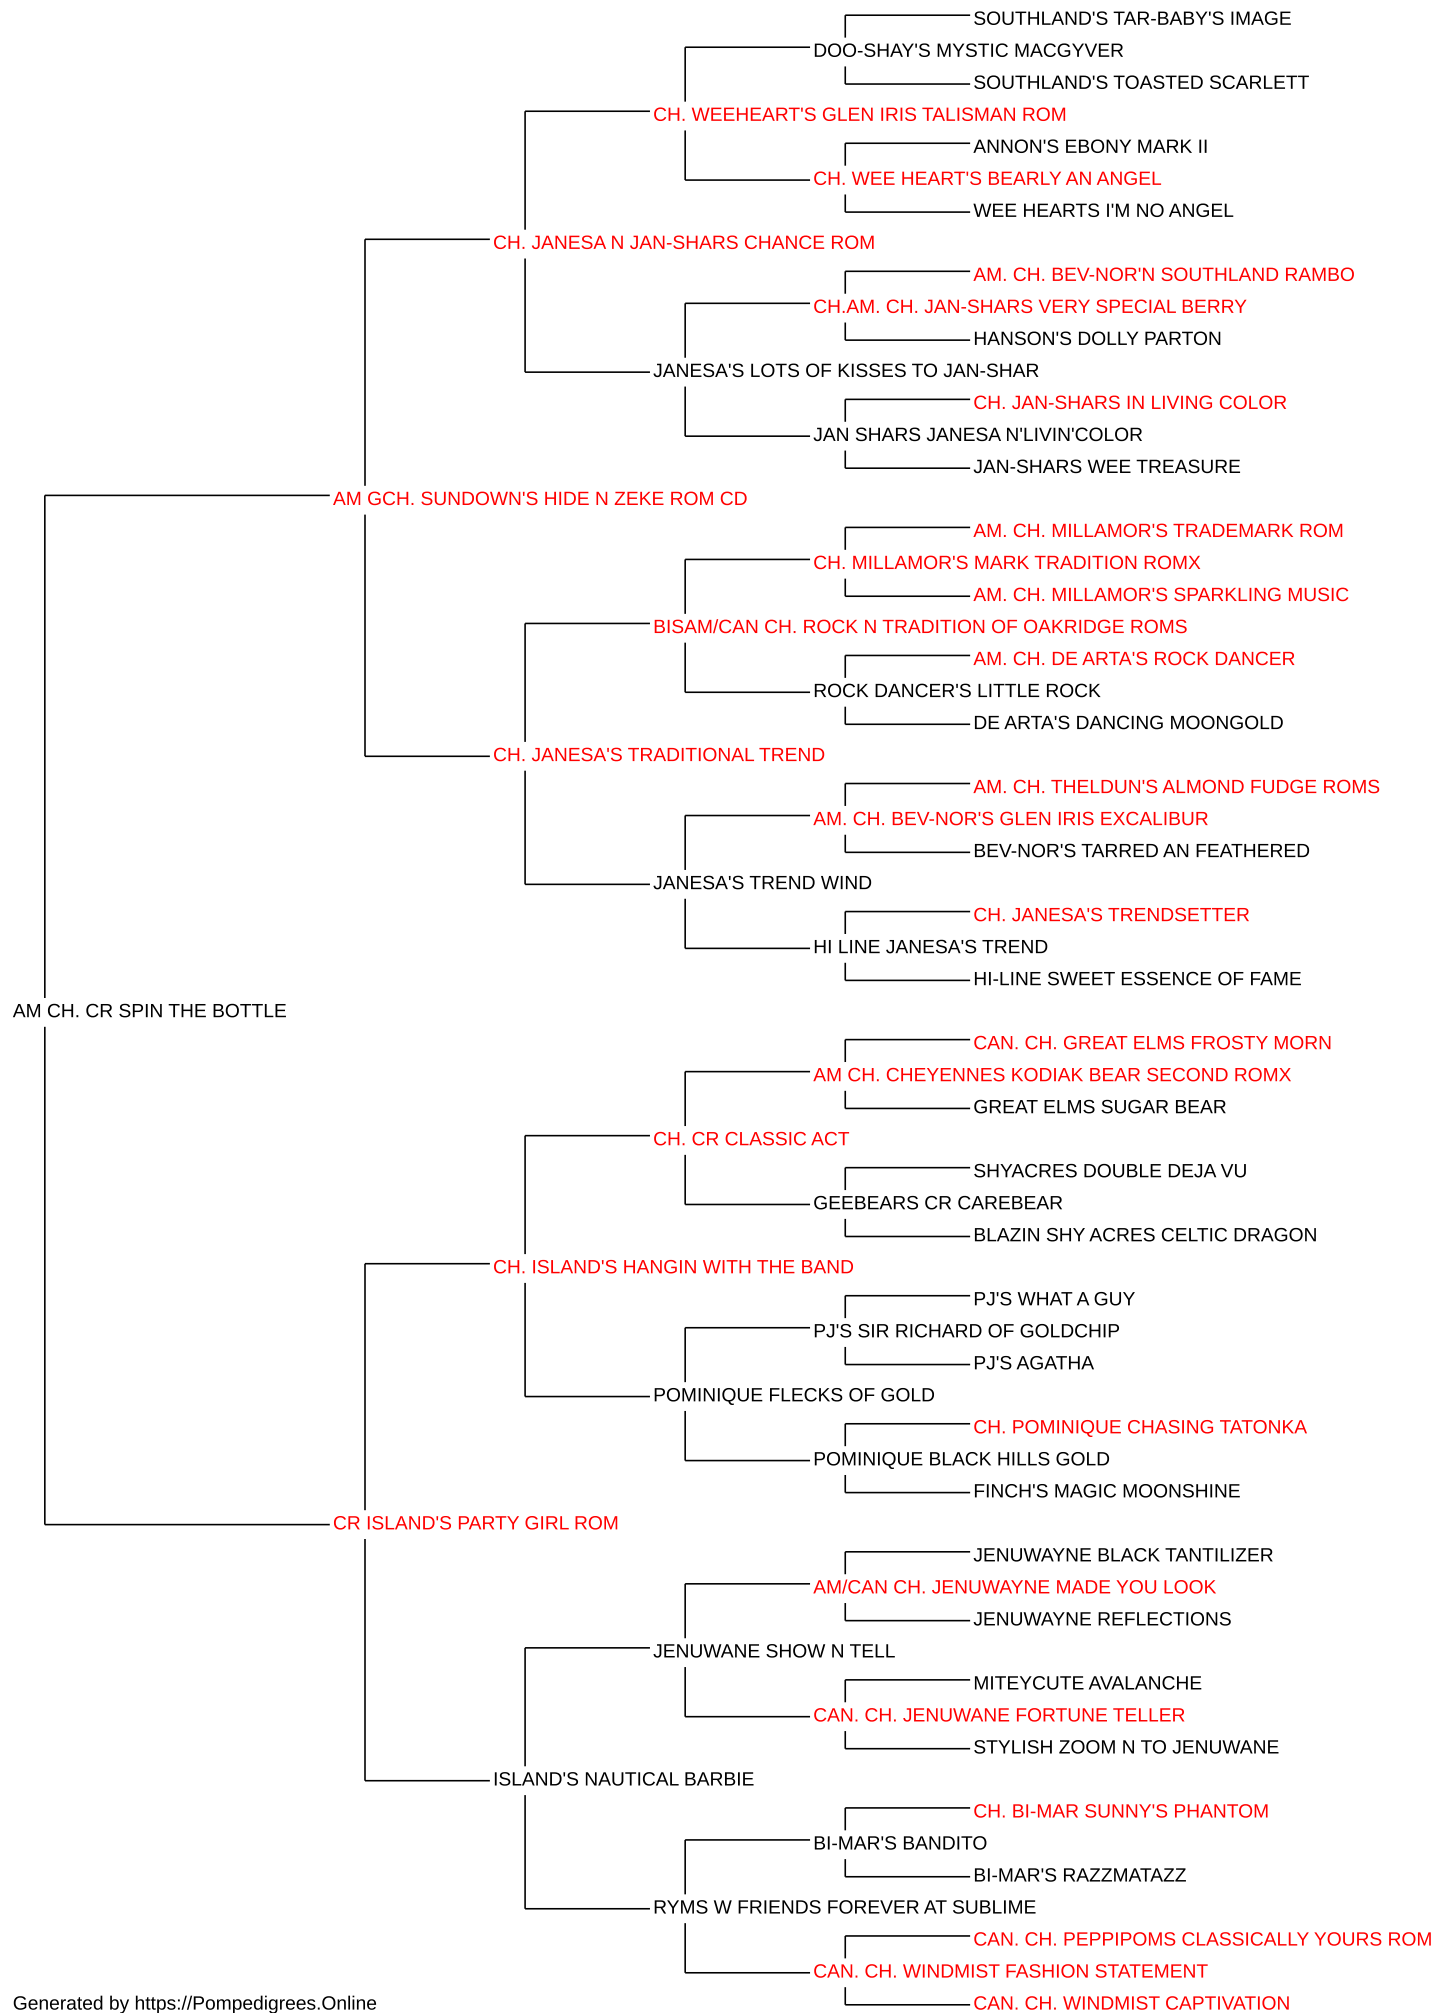 SOUTHLAND'S TAR-BABY'S IMAGE
DOO-SHAY'S MYSTIC MACGYVER
SOUTHLAND'S TOASTED SCARLETT
CH. WEEHEART'S GLEN IRIS TALISMAN ROM
ANNON'S EBONY MARK II
CH. WEE HEART'S BEARLY AN ANGEL
WEE HEARTS I'M NO ANGEL
CH. JANESA N JAN-SHARS CHANCE ROM
AM. CH. BEV-NOR'N SOUTHLAND RAMBO
CH.AM. CH. JAN-SHARS VERY SPECIAL BERRY
HANSON'S DOLLY PARTON
JANESA'S LOTS OF KISSES TO JAN-SHAR
CH. JAN-SHARS IN LIVING COLOR
JAN SHARS JANESA N'LIVIN'COLOR
JAN-SHARS WEE TREASURE
AM GCH. SUNDOWN'S HIDE N ZEKE ROM CD
AM. CH. MILLAMOR'S TRADEMARK ROM
CH. MILLAMOR'S MARK TRADITION ROMX
AM. CH. MILLAMOR'S SPARKLING MUSIC
BISAM/CAN CH. ROCK N TRADITION OF OAKRIDGE ROMS
AM. CH. DE ARTA'S ROCK DANCER
ROCK DANCER'S LITTLE ROCK
DE ARTA'S DANCING MOONGOLD
CH. JANESA'S TRADITIONAL TREND
AM. CH. THELDUN'S ALMOND FUDGE ROMS
AM. CH. BEV-NOR'S GLEN IRIS EXCALIBUR
BEV-NOR'S TARRED AN FEATHERED
JANESA'S TREND WIND
CH. JANESA'S TRENDSETTER
HI LINE JANESA'S TREND
HI-LINE SWEET ESSENCE OF FAME
AM CH. CR SPIN THE BOTTLE
CAN. CH. GREAT ELMS FROSTY MORN
AM CH. CHEYENNES KODIAK BEAR SECOND ROMX
GREAT ELMS SUGAR BEAR
CH. CR CLASSIC ACT
SHYACRES DOUBLE DEJA VU
GEEBEARS CR CAREBEAR
BLAZIN SHY ACRES CELTIC DRAGON
CH. ISLAND'S HANGIN WITH THE BAND
PJ'S WHAT A GUY
PJ'S SIR RICHARD OF GOLDCHIP
PJ'S AGATHA
POMINIQUE FLECKS OF GOLD
CH. POMINIQUE CHASING TATONKA
POMINIQUE BLACK HILLS GOLD
FINCH'S MAGIC MOONSHINE
CR ISLAND'S PARTY GIRL ROM
JENUWAYNE BLACK TANTILIZER
AM/CAN CH. JENUWAYNE MADE YOU LOOK
JENUWAYNE REFLECTIONS
JENUWANE SHOW N TELL
MITEYCUTE AVALANCHE
CAN. CH. JENUWANE FORTUNE TELLER
STYLISH ZOOM N TO JENUWANE
ISLAND'S NAUTICAL BARBIE
CH. BI-MAR SUNNY'S PHANTOM
BI-MAR'S BANDITO
BI-MAR'S RAZZMATAZZ
RYMS W FRIENDS FOREVER AT SUBLIME
CAN. CH. PEPPIPOMS CLASSICALLY YOURS ROM
CAN. CH. WINDMIST FASHION STATEMENT
CAN. CH. WINDMIST CAPTIVATION
Generated by https://Pompedigrees.Online